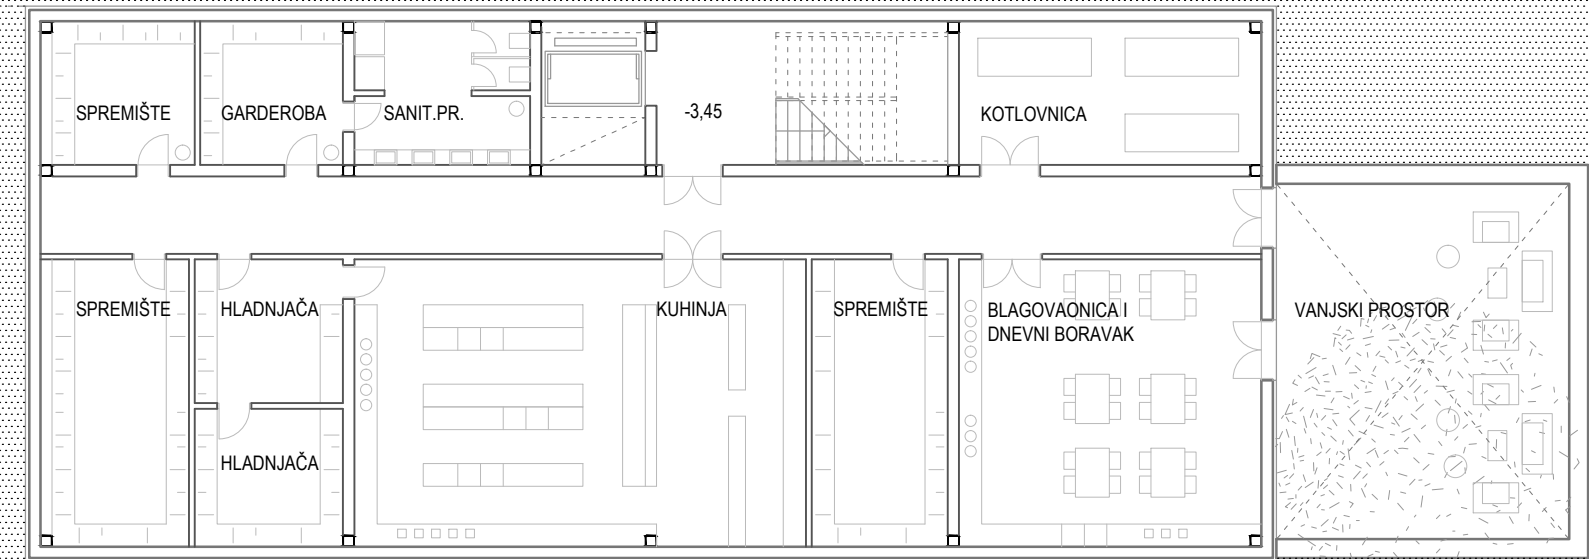 SPREMIŠTE
GARDEROBA
SANIT.PR.
-3,45
KOTLOVNICA
SPREMIŠTE
HLADNJAČA
KUHINJA
SPREMIŠTE
BLAGOVAONICA I
DNEVNI BORAVAK
VANJSKI PROSTOR
HLADNJAČA